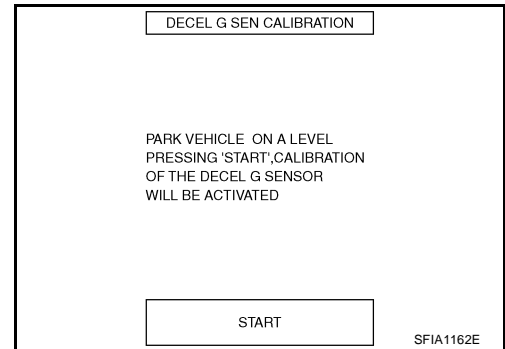 DECEL G SEN CALIBRATION
PARK VEHICLE ON A LEVEL
PRESSING 'START',CALIBRATION
OF THE DECEL G SENSOR
WILL BE ACTIVATED
START
SFIA1162E